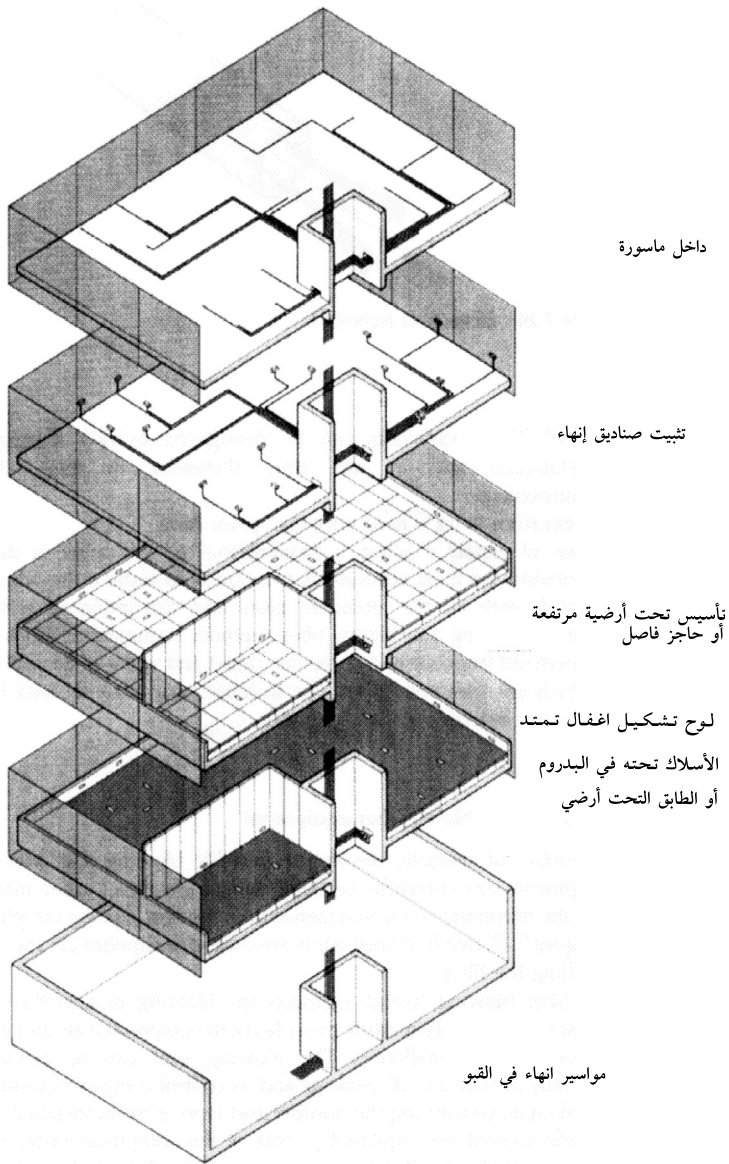 داخل ماسورة
تثبيت صناديق إنهاء
تأسيس تحت أرضية مرتفعة
أو حاجز فاصل
لوح تشكيل اغفال تمتد
الأسلاك تحته في البدروم
أو الطابق التحت أرضي
مواسير انهاء في القبو